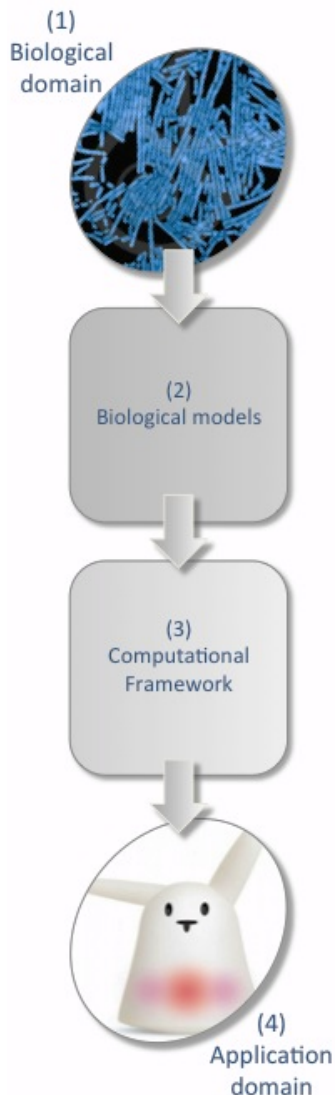 (1)
Biological
domain
(2)
Biological models
(3)
Computational
Framework
(4)
Application
domain